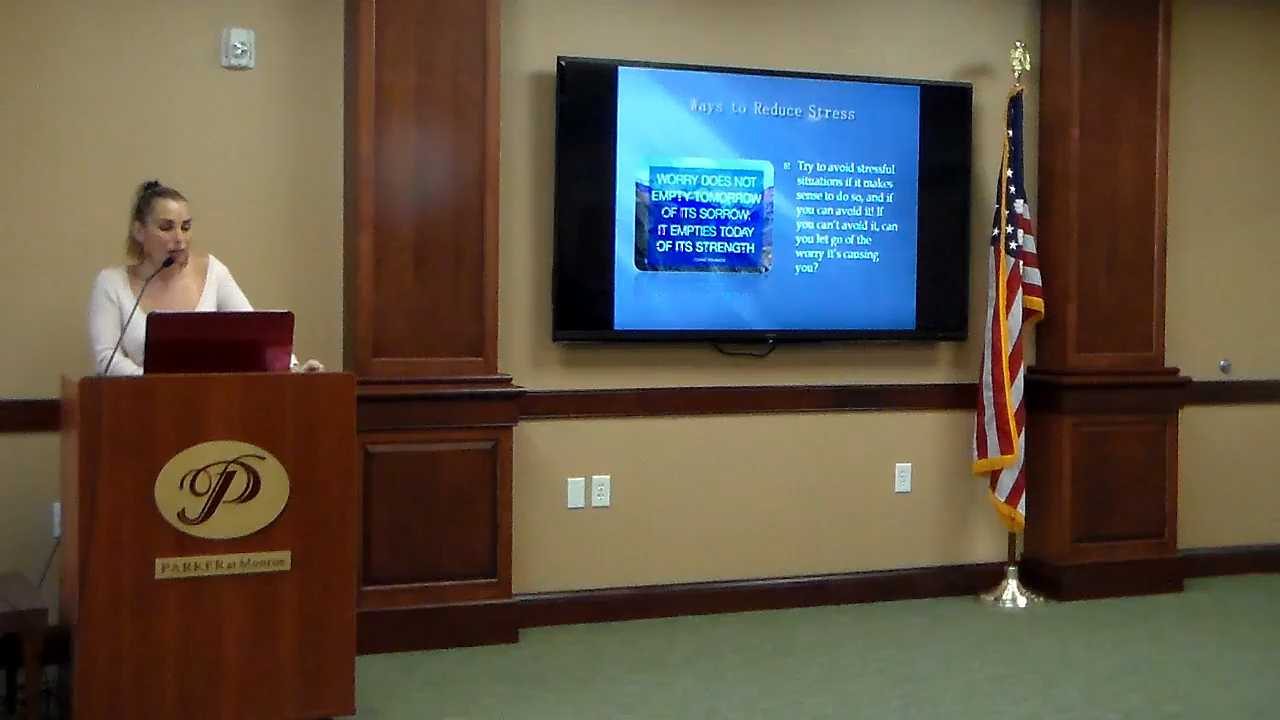 Ways to Reduce Stress
WORRY DOES NOT
EMPTY TOMORROW
OF ITS SORROW;
IT EMPTIES TODAY
OF ITS STRENGTH
Try to avoid stressful
situations if it makes
sense to do so, and if
you can avoid it! If
you can't avoid it, can
you let go of the
worry it's causing
you?
P
PARKER at Monroe